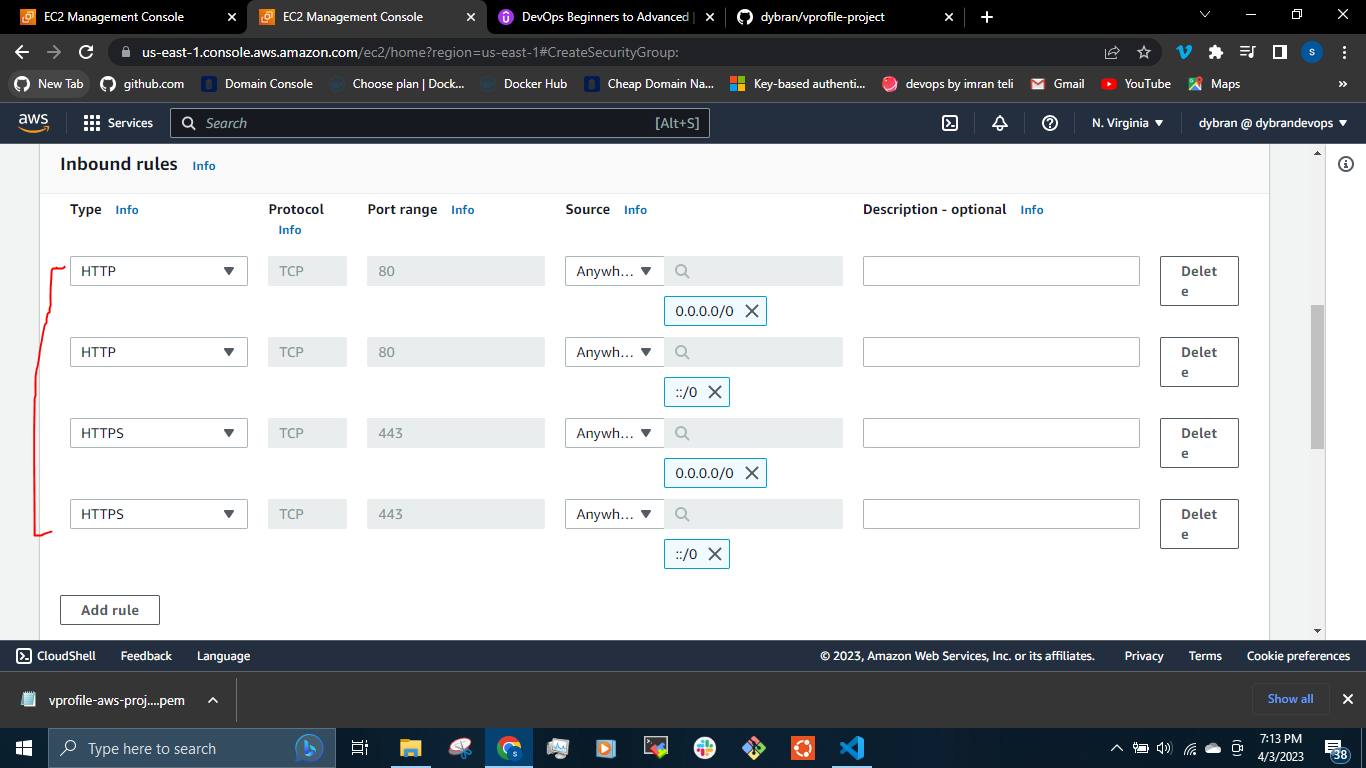 EC2 Management Console
EC2 Management Console
DevOps Beginners to Advanced |
dybran/vprofile-project
us-east-1.console.aws.amazon.com/ec2/home?region=us-east-1#CreateSecurityGroup:
S
New Tab
github.com
Domain Console
Choose plan | Dock...
Docker Hub
Cheap Domain Na...
Key-based authenti...
devops by imran teli
Gmail
YouTube
Maps
»
aws
Services
Search
[Alt+S]
N. Virginia
dybran @ dybrandevops
Inbound rules Info
Type Info
Protocol Info
Port range Info
Source Info
Description - optional Info
HTTP
TCP
80
Anywh...
0.0.0.0/0
Delet
e
HTTP
TCP
80
Anywh...
::/0
Delet
e
HTTPS
TCP
443
Anywh...
0.0.0.0/0
Delet
e
HTTPS
TCP
443
Anywh...
::/0
Delet
e
Add rule
CloudShell
Feedback
Language
© 2023, Amazon Web Services, Inc. or its affiliates.
Privacy
Terms
Cookie preferences
vprofile-aws-proj....pem
Show all
Type here to search
7:13 PM
4/3/2023
38